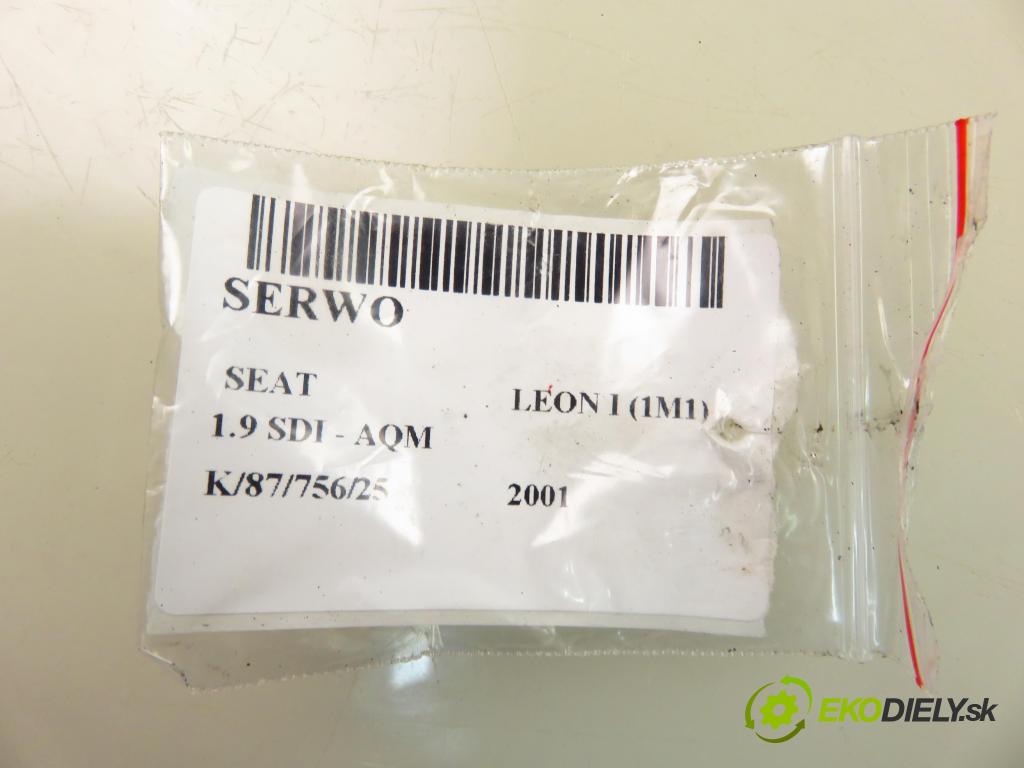 SERWO
SEAT LEON I (1M1)
1.9 SDI - AQM
K/87/756/25 2001
EKODIELY.sk